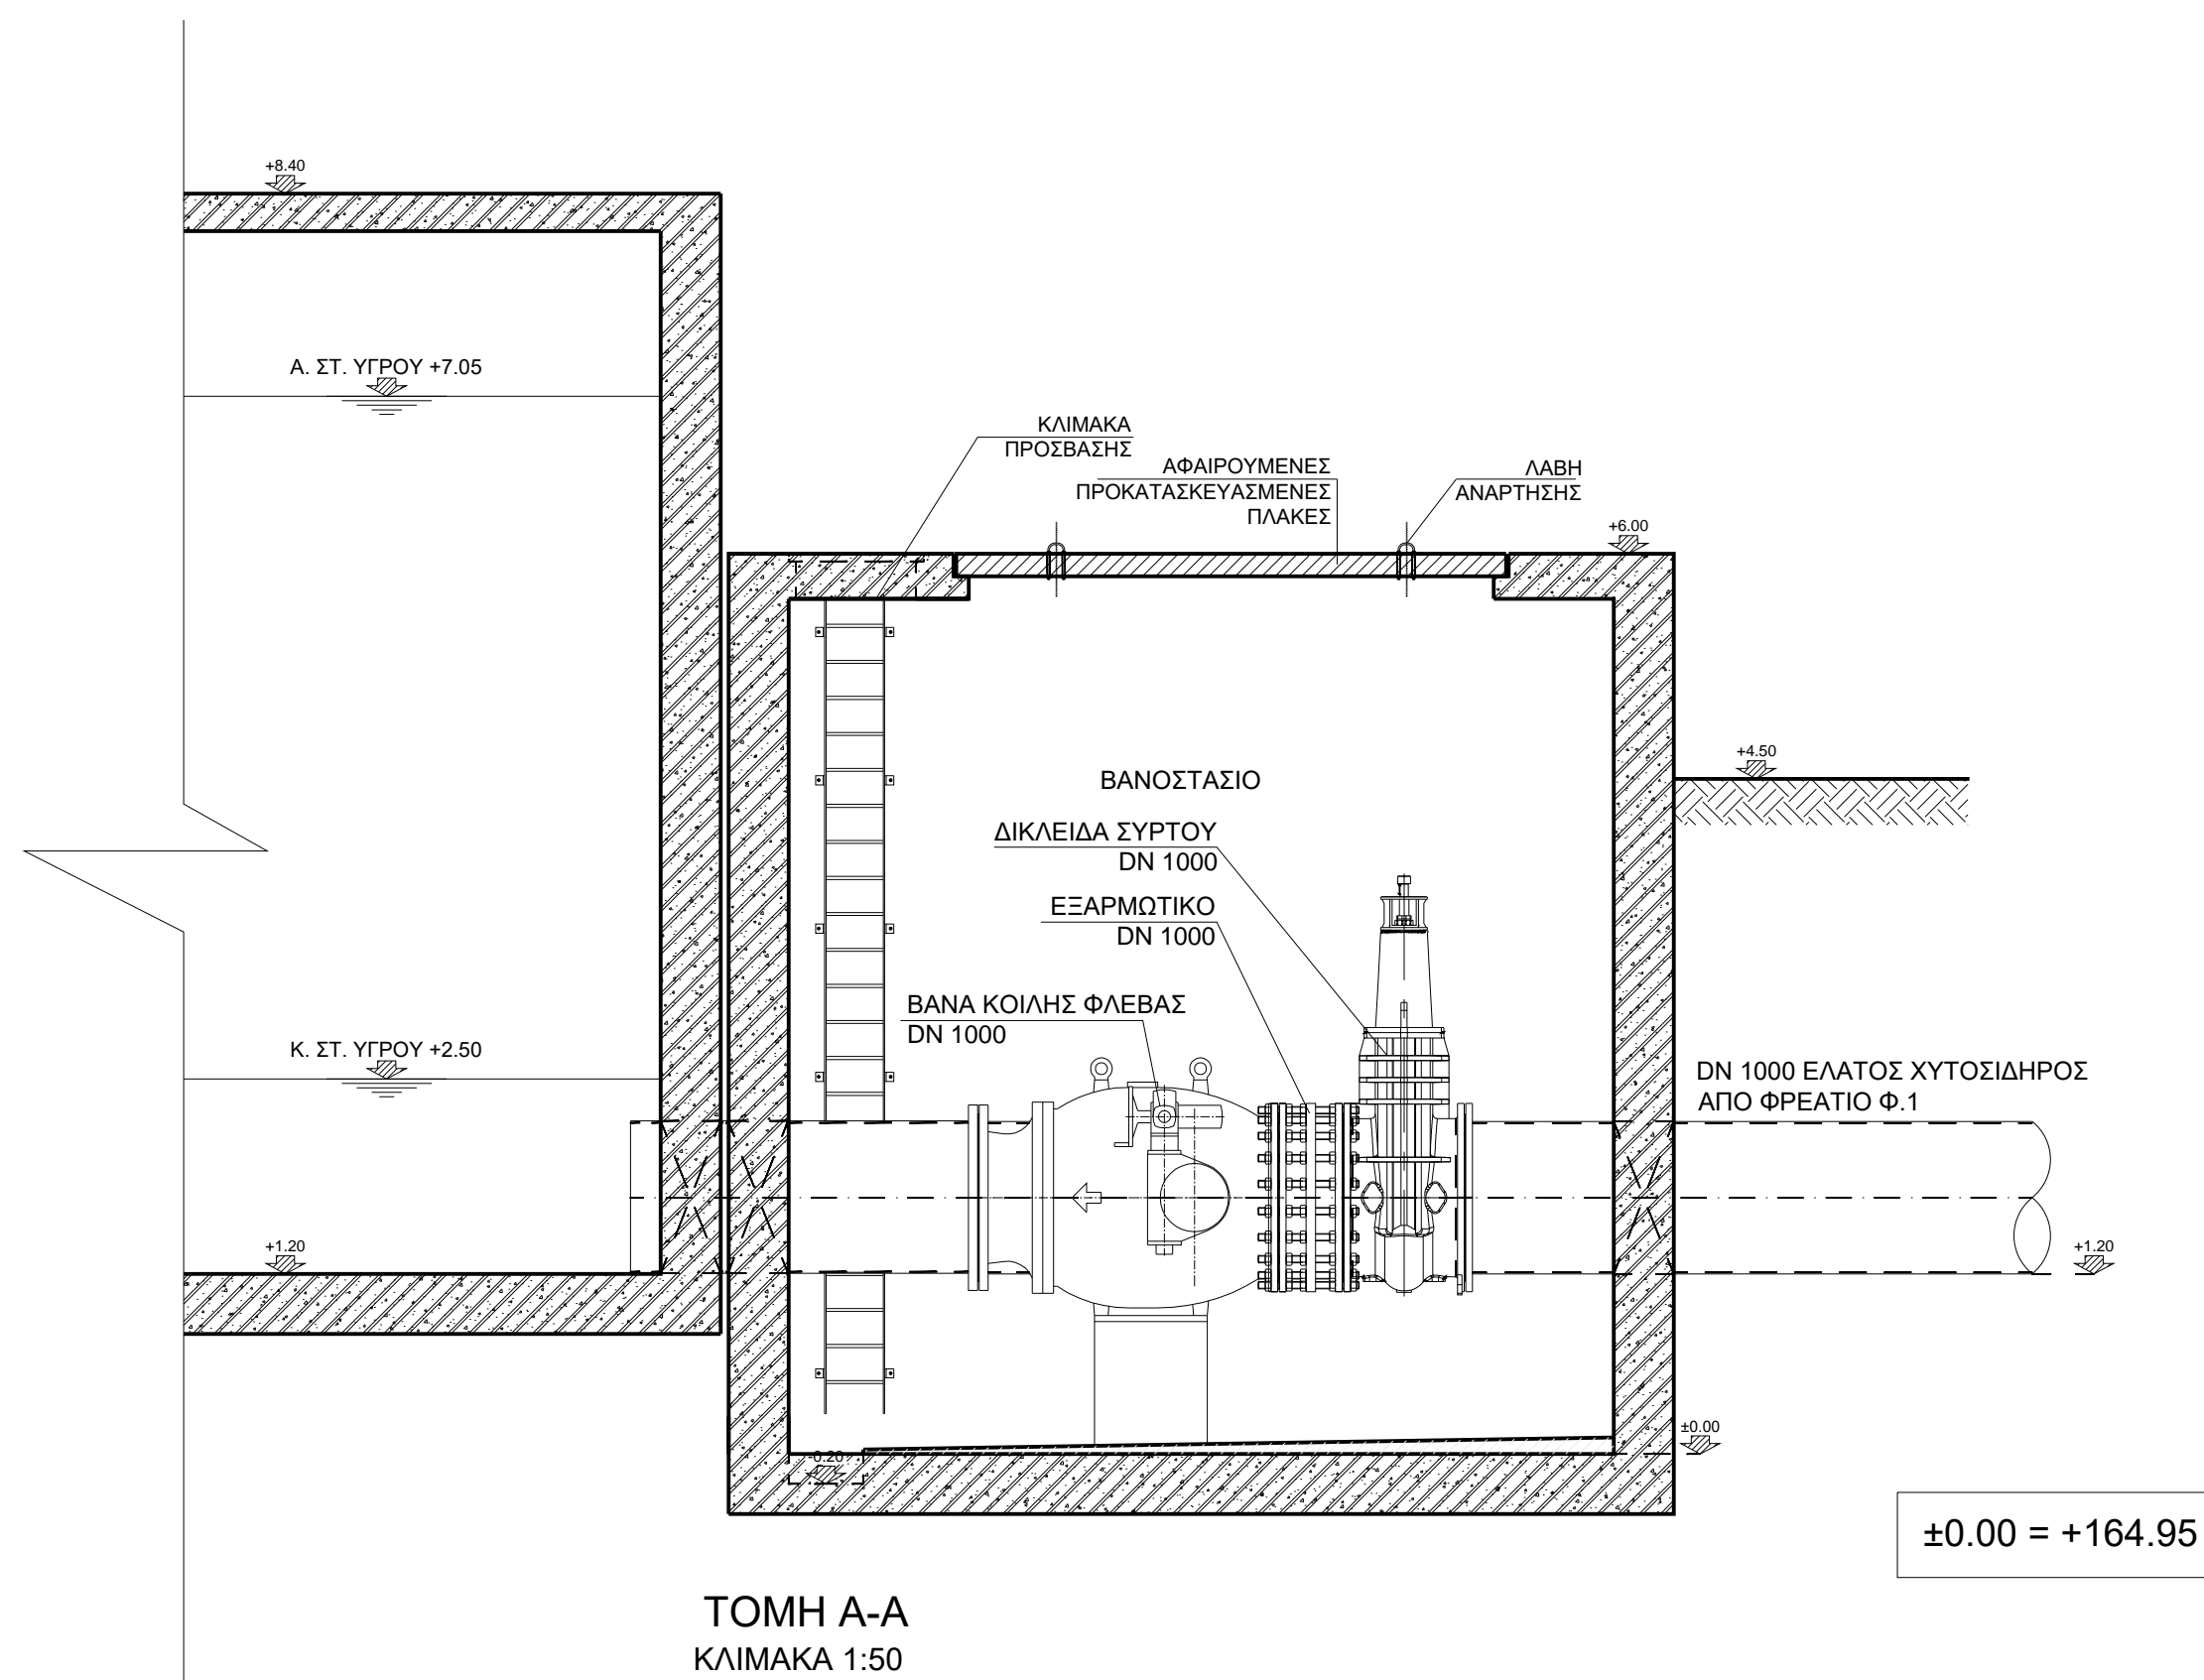 +8.40
Α. ΣΤ. ΥΓΡΟΥ +7.05
ΚΛΙΜΑΚΑ
ΠΡΟΣΒΑΣΗΣ
ΑΦΑΙΡΟΥΜΕΝΕΣ
ΠΡΟΚΑΤΑΣΚΕΥΑΣΜΕΝΕΣ
ΠΛΑΚΕΣ
ΛΑΒΗ
ΑΝΑΡΤΗΣΗΣ
+6.00
+4.50
ΒΑΝΟΣΤΑΣΙΟ
ΔΙΚΛΕΙΔΑ ΣΥΡΤΟΥ
DN 1000
ΕΞΑΡΜΩΤΙΚΟ
DN 1000
ΒΑΝΑ ΚΟΙΛΗΣ ΦΛΕΒΑΣ
DN 1000
Κ. ΣΤ. ΥΓΡΟΥ +2.50
DN 1000 ΕΛΑΤΟΣ ΧΥΤΟΣΙΔΗΡΟΣ
ΑΠΟ ΦΡΕΑΤΙΟ Φ.1
+1.20
+1.20
±0.00
-0.20
±0.00 = +164.95
ΤΟΜΗ Α-Α
ΚΛΙΜΑΚΑ 1:50